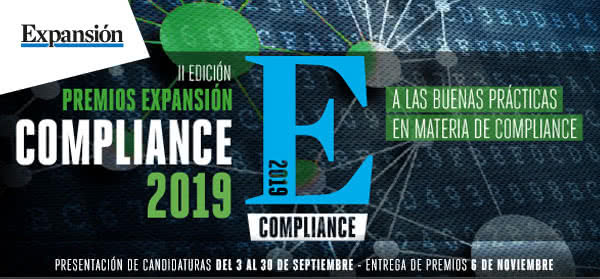 Expansión
II EDICIÓN
PREMIOS EXPANSIÓN
COMPLIANCE
2019
E
2019
COMPLIANCE
A LAS BUENAS PRÁCTICAS
EN MATERIA DE COMPLIANCE
PRESENTACIÓN DE CANDIDATURAS DEL 3 AL 30 DE SEPTIEMBRE - ENTREGA DE PREMIOS 6 DE NOVIEMBRE